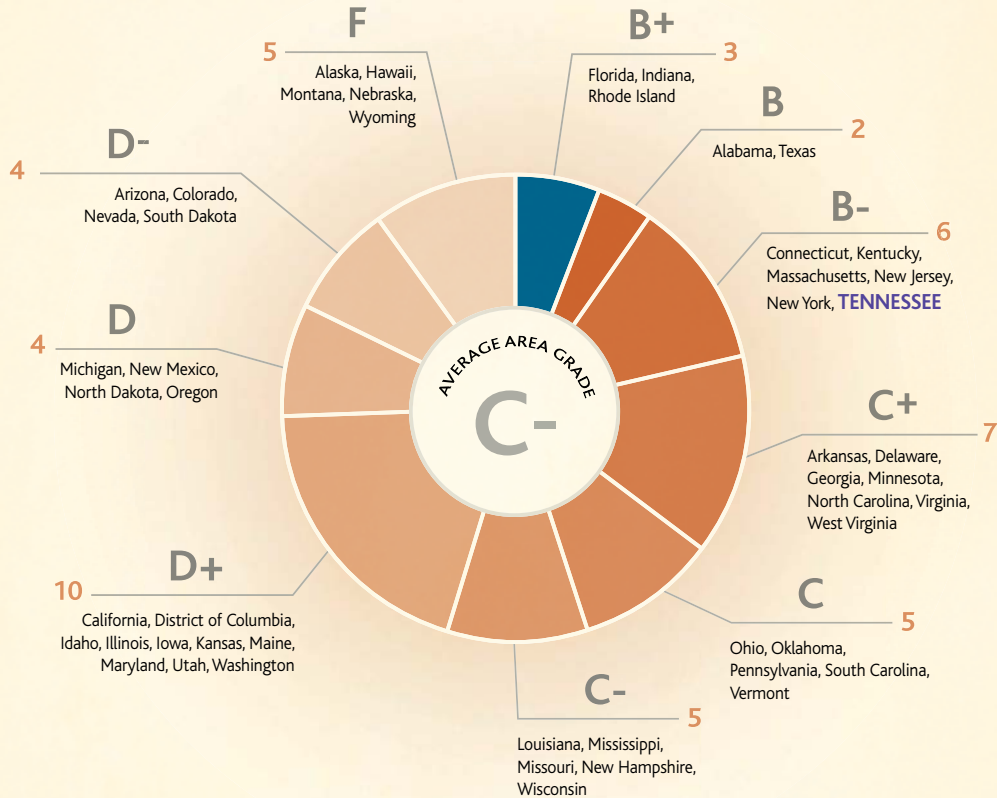 F
5
Alaska, Hawaii,
Montana, Nebraska,
Wyoming
B+
3
Florida, Indiana,
Rhode Island
B
2
Alabama, Texas
B-
6
Connecticut, Kentucky,
Massachusetts, New Jersey,
New York, TENNESSEE
C+
7
Arkansas, Delaware,
Georgia, Minnesota,
North Carolina, Virginia,
West Virginia
C
5
Ohio, Oklahoma,
Pennsylvania, South Carolina,
Vermont
C-
5
Louisiana, Mississippi,
Missouri, New Hampshire,
Wisconsin
D+
10
California, District of Columbia,
Idaho, Illinois, Iowa, Kansas, Maine,
Maryland, Utah, Washington
D
4
Michigan, New Mexico,
North Dakota, Oregon
D-
4
Arizona, Colorado,
Nevada, South Dakota
AVERAGE AREA GRADE
C-